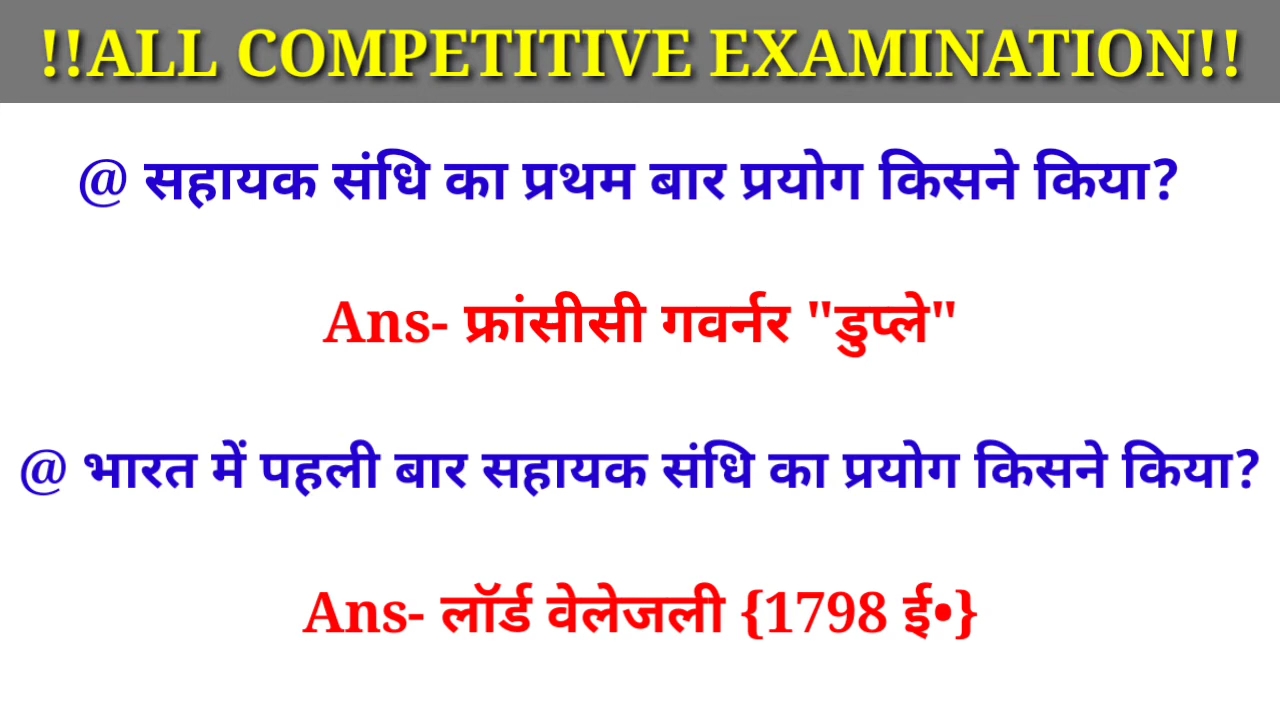 !!ALL COMPETITIVE EXAMINATION!!
@ सहायक संधि का प्रथम बार प्रयोग किसने किया?
Ans- फ्रांसीसी गवर्नर "डुप्ले"
@ भारत में पहली बार सहायक संधि का प्रयोग किसने किया?
Ans- लॉर्ड वेलेजली {1798 ई•}